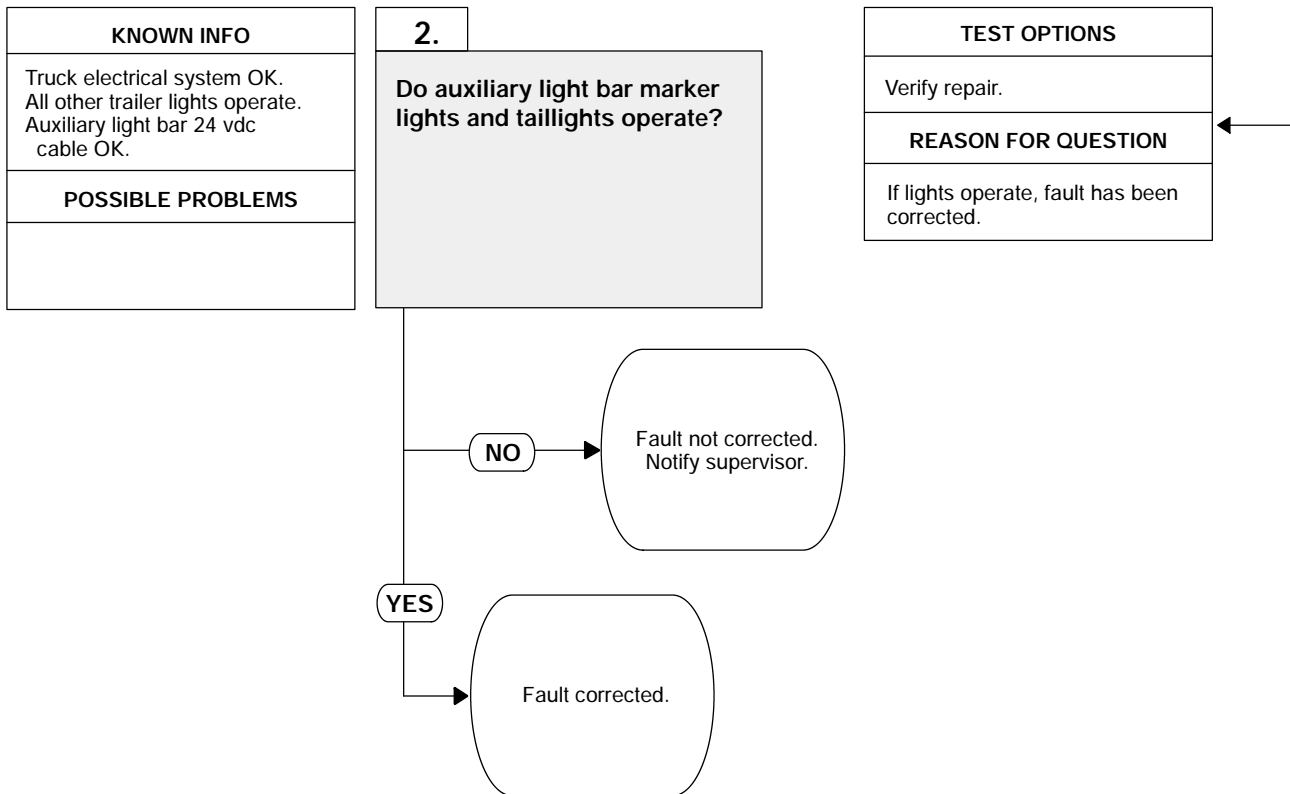 KNOWN INFO
Truck electrical system OK.
All other trailer lights operate.
Auxiliary light bar 24 vdc
cable OK.
POSSIBLE PROBLEMS
2.
Do auxiliary light bar marker
lights and taillights operate?
TEST OPTIONS
Verify repair.
REASON FOR QUESTION
If lights operate, fault has been
corrected.
NO
Fault not corrected.
Notify supervisor.
YES
Fault corrected.